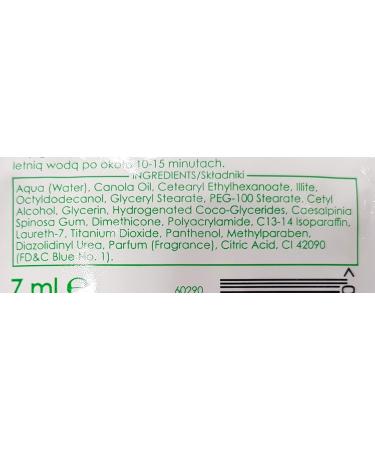 letnią wodą po około 10-15 minutach.
INGREDIENTS/Składniki
Aqua (Water), Canola Oil, Cetearyl Ethylhexanoate, Illite,
Octyldodecanol, Glyceryl Stearate, PEG-100 Stearate, Cetyl
Alcohol, Glycerin, Hydrogenated Coco-Glycerides, Caesalpinia
Spinosa Gum, Dimethicone, Polyacrylamide, C13-14 Isoparaffin,
Laureth-7, Titanium Dioxide, Panthenol, Methylparaben,
Diazolidinyl Urea, Parfum (Fragrance), Citric Acid, CI 42090
(FD&C Blue No. 1).
7 ml e
60290